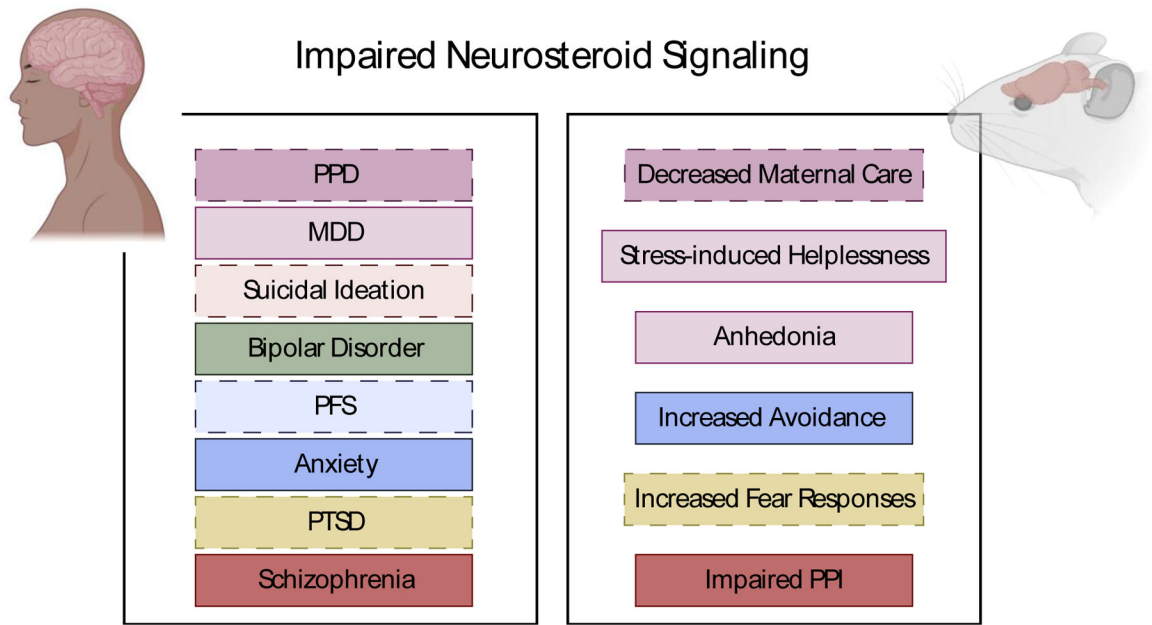 Impaired Neurosteroid Signaling
PPD
MDD
Suicidal Ideation
Bipolar Disorder
PFS
Anxiety
PTSD
Schizophrenia
Decreased Maternal Care
Stress-induced Helplessness
Anhedonia
Increased Avoidance
Increased Fear Responses
Impaired PPI